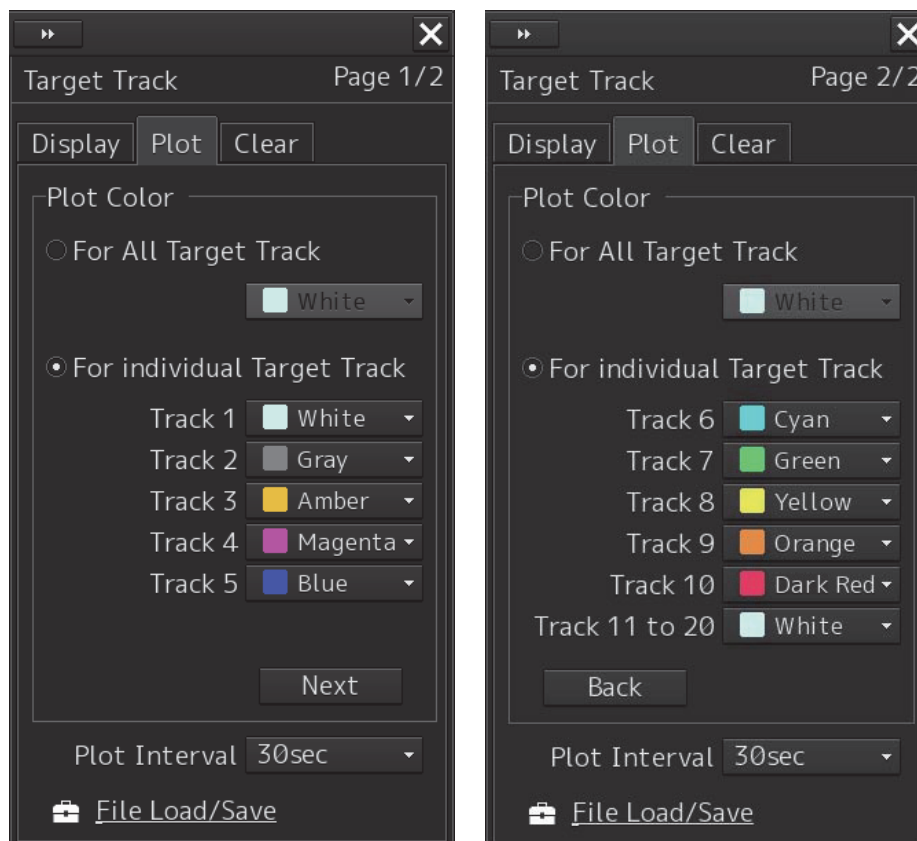 Target Track Page 1/2
Display Plot Clear
Plot Color
For All Target Track
White
For individual Target Track
Track 1 White
Track 2 Gray
Track 3 Amber
Track 4 Magenta
Track 5 Blue
Next
Plot Interval 30sec
File Load/Save
Target Track Page 2/2
Display Plot Clear
Plot Color
For All Target Track
White
For individual Target Track
Track 6 Cyan
Track 7 Green
Track 8 Yellow
Track 9 Orange
Track 10 Dark Red
Track 11 to 20 White
Back
Plot Interval 30sec
File Load/Save